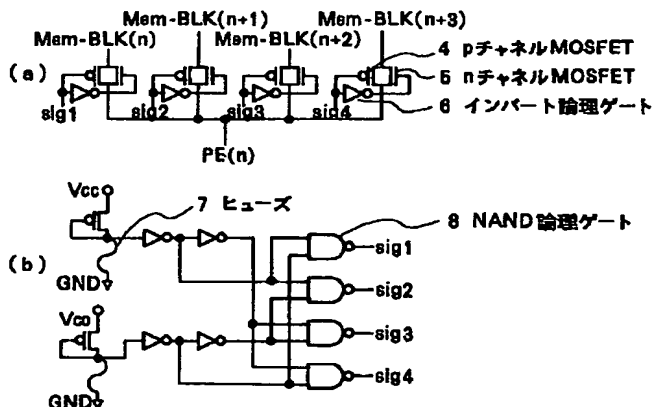 Mem-BLK(n)
Mem-BLK(n+1)
Mem-BLK(n+2)
Mem-BLK(n+3)
(a)
4 pチャネルMOSFET
5 nチャネルMOSFET
6 インバート論理ゲート
sig1
sig2
sig3
sig4
PE(n)
Vcc
7 ヒューズ
8 NAND論理ゲート
(b)
GND
Vcc
GND
sig1
sig2
sig3
sig4